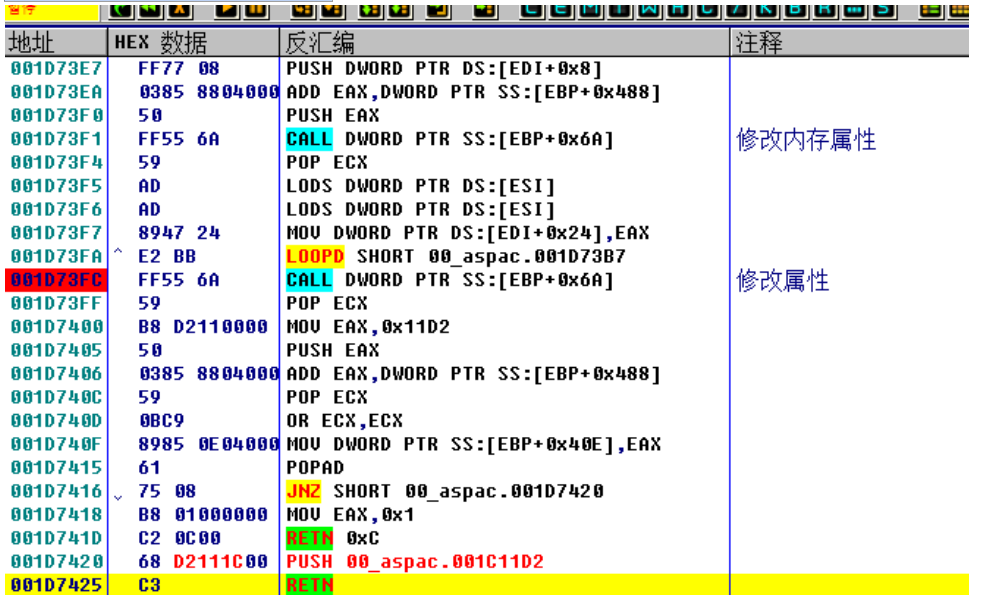 暂停 C E M T W H C / K B R ... S
地址 HEX 数据 反汇编 注释
001D73E7 FF77 08 PUSH DWORD PTR DS:[EDI+0x8]
001D73EA 0385 8804000 ADD EAX,DWORD PTR SS:[EBP+0x488]
001D73F0 50 PUSH EAX
001D73F1 FF55 6A CALL DWORD PTR SS:[EBP+0x6A] 修改内存属性
001D73F4 59 POP ECX
001D73F5 AD LODS DWORD PTR DS:[ESI]
001D73F6 AD LODS DWORD PTR DS:[ESI]
001D73F7 8947 24 MOV DWORD PTR DS:[EDI+0x24],EAX
001D73FA ^ E2 BB LOOPD SHORT 00_aspac.001D73B7
001D73FC FF55 6A CALL DWORD PTR SS:[EBP+0x6A] 修改属性
001D73FF 59 POP ECX
001D7400 B8 D2110000 MOV EAX,0x11D2
001D7405 50 PUSH EAX
001D7406 0385 8804000 ADD EAX,DWORD PTR SS:[EBP+0x488]
001D740C 59 POP ECX
001D740D 0BC9 OR ECX,ECX
001D740F 8985 0E04000 MOV DWORD PTR SS:[EBP+0x40E],EAX
001D7415 61 POPAD
001D7416 ⌄ 75 08 JNZ SHORT 00_aspac.001D7420
001D7418 B8 01000000 MOV EAX,0x1
001D741D C2 0C00 RETN 0xC
001D7420 68 D2111C00 PUSH 00_aspac.001C11D2
001D7425 C3 RETN